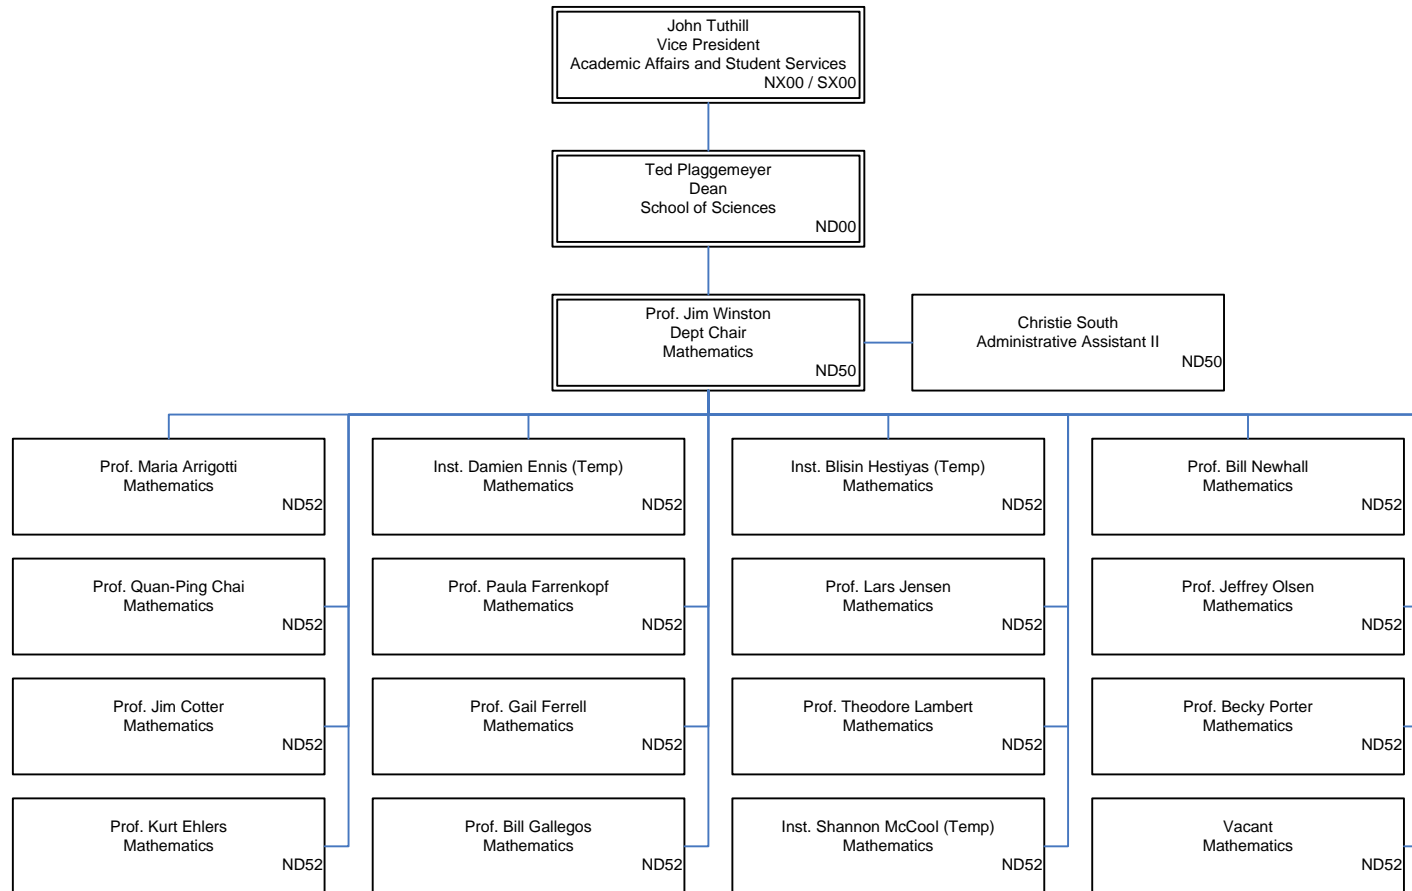 John Tuthill
Vice President
Academic Affairs and Student Services
NX00 / SX00
Ted Plaggemeyer
Dean
School of Sciences
ND00
Prof. Jim Winston
Dept Chair
Mathematics
ND50
Christie South
Administrative Assistant II
ND50
Prof. Maria Arrigotti
Mathematics
ND52
Inst. Damien Ennis (Temp)
Mathematics
ND52
Inst. Blisin Hestiyas (Temp)
Mathematics
ND52
Prof. Bill Newhall
Mathematics
ND52
Prof. Quan-Ping Chai
Mathematics
ND52
Prof. Paula Farrenkopf
Mathematics
ND52
Prof. Lars Jensen
Mathematics
ND52
Prof. Jeffrey Olsen
Mathematics
ND52
Prof. Jim Cotter
Mathematics
ND52
Prof. Gail Ferrell
Mathematics
ND52
Prof. Theodore Lambert
Mathematics
ND52
Prof. Becky Porter
Mathematics
ND52
Prof. Kurt Ehlers
Mathematics
ND52
Prof. Bill Gallegos
Mathematics
ND52
Inst. Shannon McCool (Temp)
Mathematics
ND52
Vacant
Mathematics
ND52